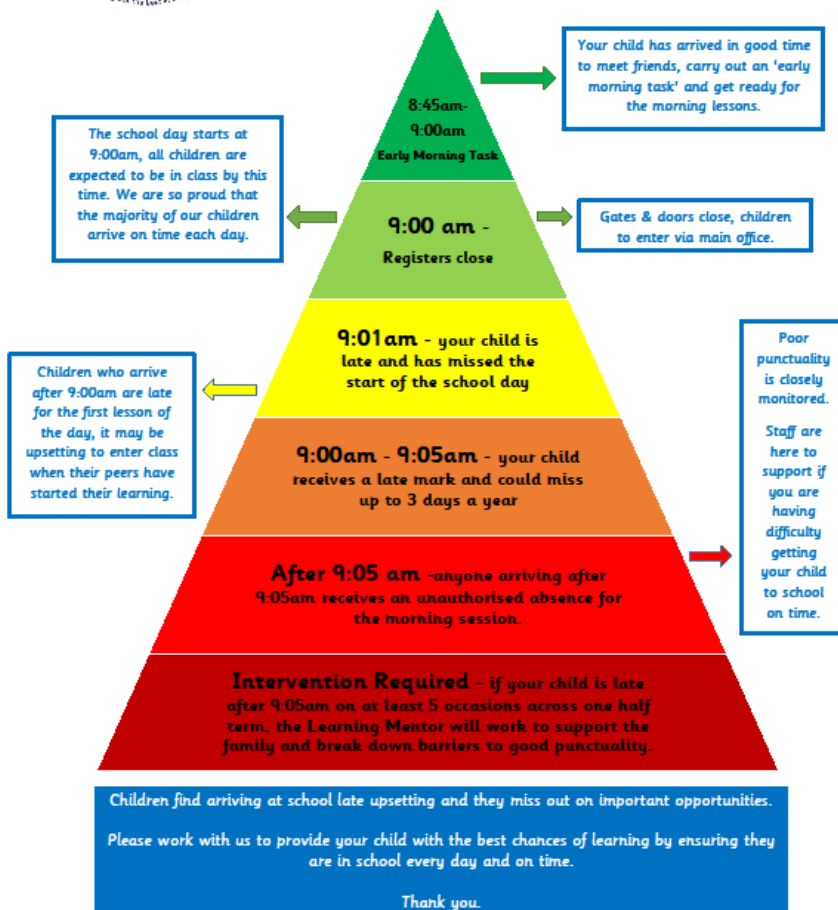 8:45am-
9:00am
Early Morning Task
Your child has arrived in good time
to meet friends, carry out an ‘early
morning task’ and get ready for
the morning lessons.
The school day starts at
9:00am, all children are
expected to be in class by this
time. We are so proud that
the majority of our children
arrive on time each day.
9:00 am -
Registers close
Gates & doors close, children
to enter via main office.
9:01am - your child is
late and has missed the
start of the school day
Children who arrive
after 9:00am are late
for the first lesson of
the day, it may be
upsetting to enter class
when their peers have
started their learning.
9:00am - 9:05am - your child
receives a late mark and could miss
up to 3 days a year
Poor
punctuality
is closely
monitored.
Staff are
here to
support if
you are
having
difficulty
getting
your child
to school
on time.
After 9:05 am -anyone arriving after
9:05am receives an unauthorised absence for
the morning session.
Intervention Required - if your child is late
after 9:05am on at least 5 occasions across one half
term, the Learning Mentor will work to support the
family and break down barriers to good punctuality.
Children find arriving at school late upsetting and they miss out on important opportunities.
Please work with us to provide your child with the best chances of learning by ensuring they
are in school every day and on time.
Thank you.